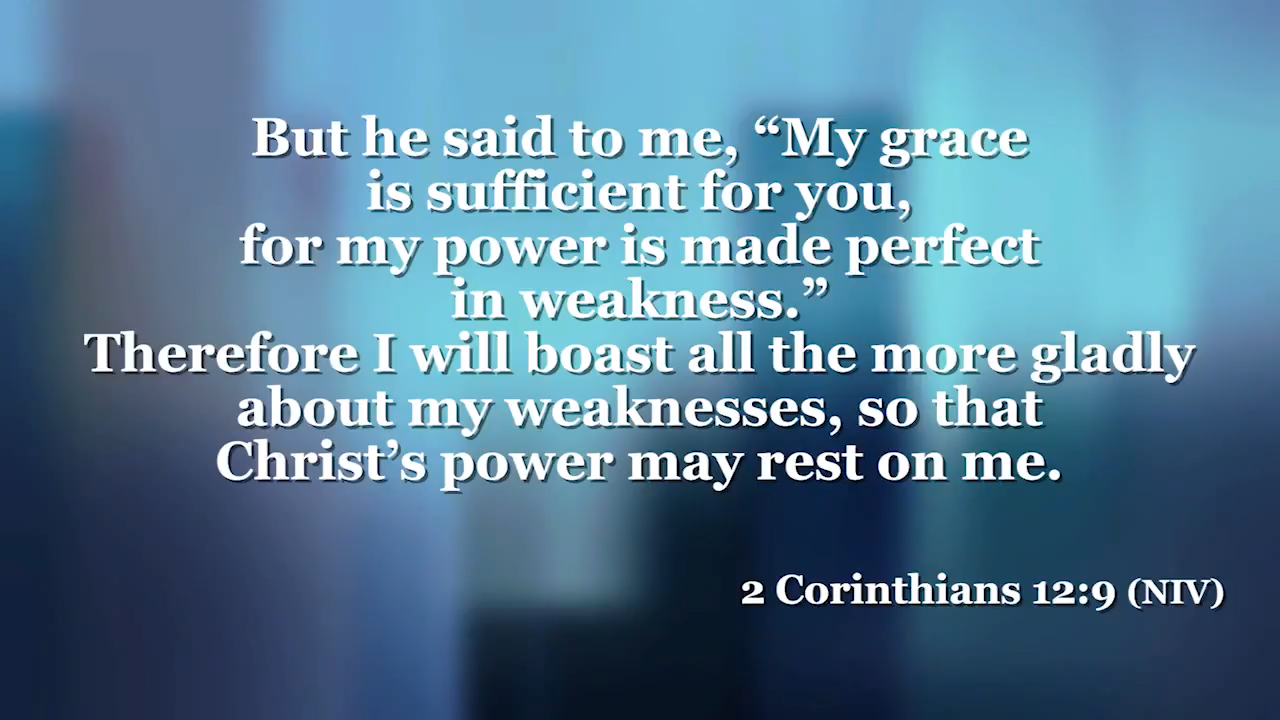 But he said to me, “My grace
is sufficient for you,
for my power is made perfect
in weakness.”
Therefore I will boast all the more gladly
about my weaknesses, so that
Christ’s power may rest on me.
2 Corinthians 12:9 (NIV)